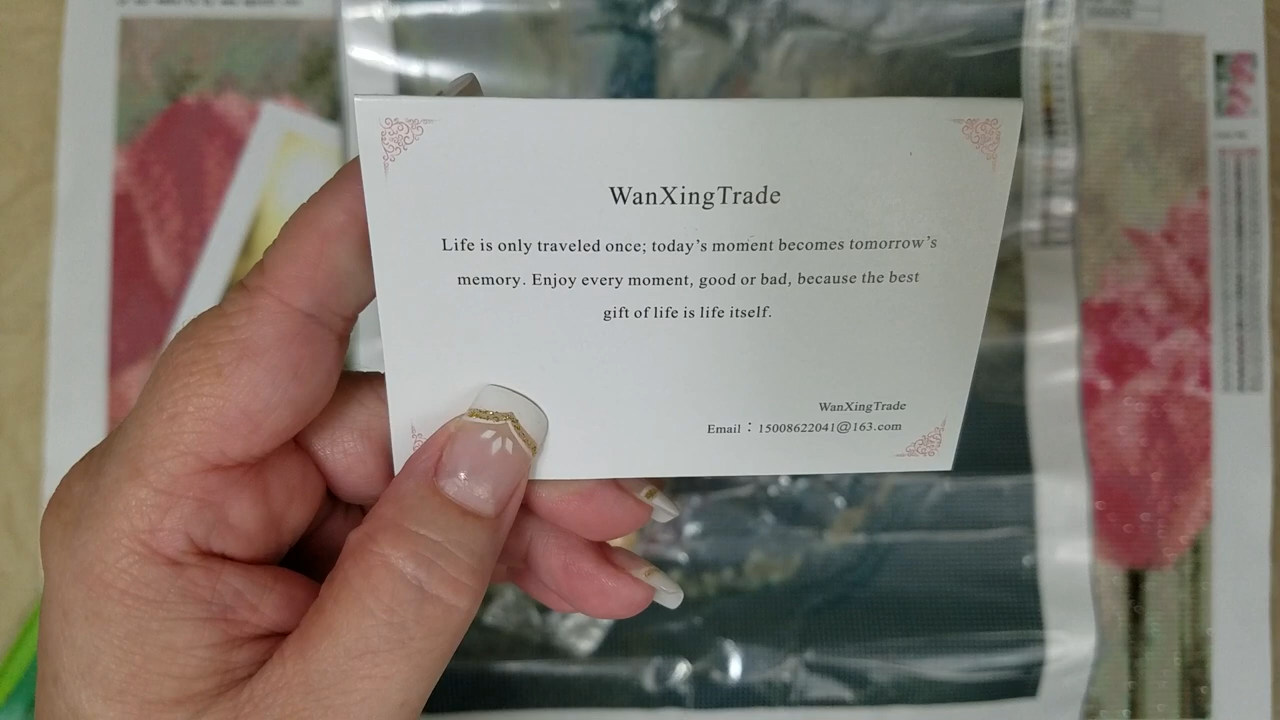 WanXingTrade
Life is only traveled once; today's moment becomes tomorrow's
memory. Enjoy every moment, good or bad, because the best
gift of life is life itself.
WanXingTrade
Email：15008622041@163.com